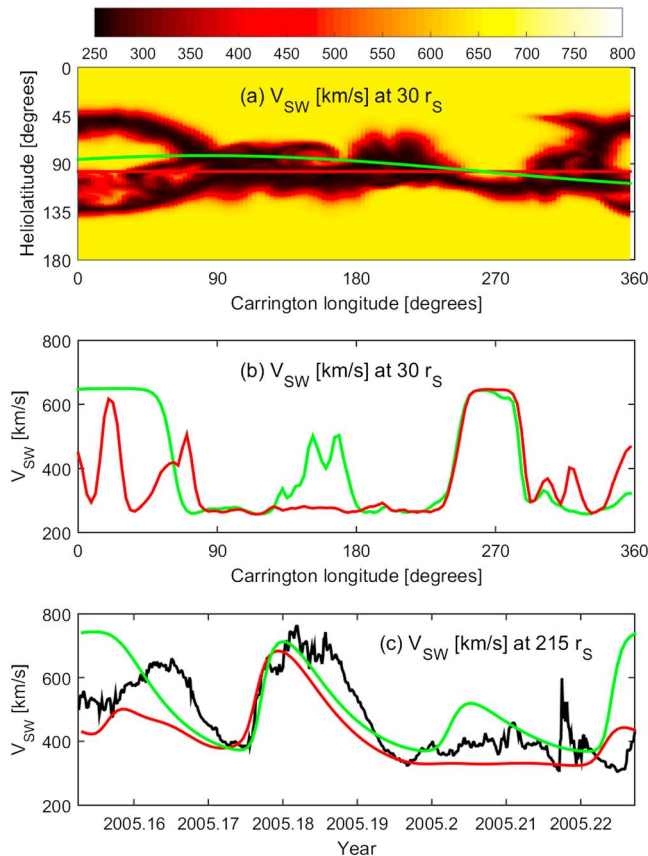 250 300 350 400 450 500 550 600 650 700 750 800
(a) V_SW [km/s] at 30 r_S
0
45
90
135
180
Heliolatitude [degrees]
0 90 180 270 360
Carrington longitude [degrees]
(b) V_SW [km/s] at 30 r_S
800
600
400
200
V_SW [km/s]
0 90 180 270 360
Carrington longitude [degrees]
(c) V_SW [km/s] at 215 r_S
800
600
400
200
V_SW [km/s]
2005.16 2005.17 2005.18 2005.19 2005.2 2005.21 2005.22
Year